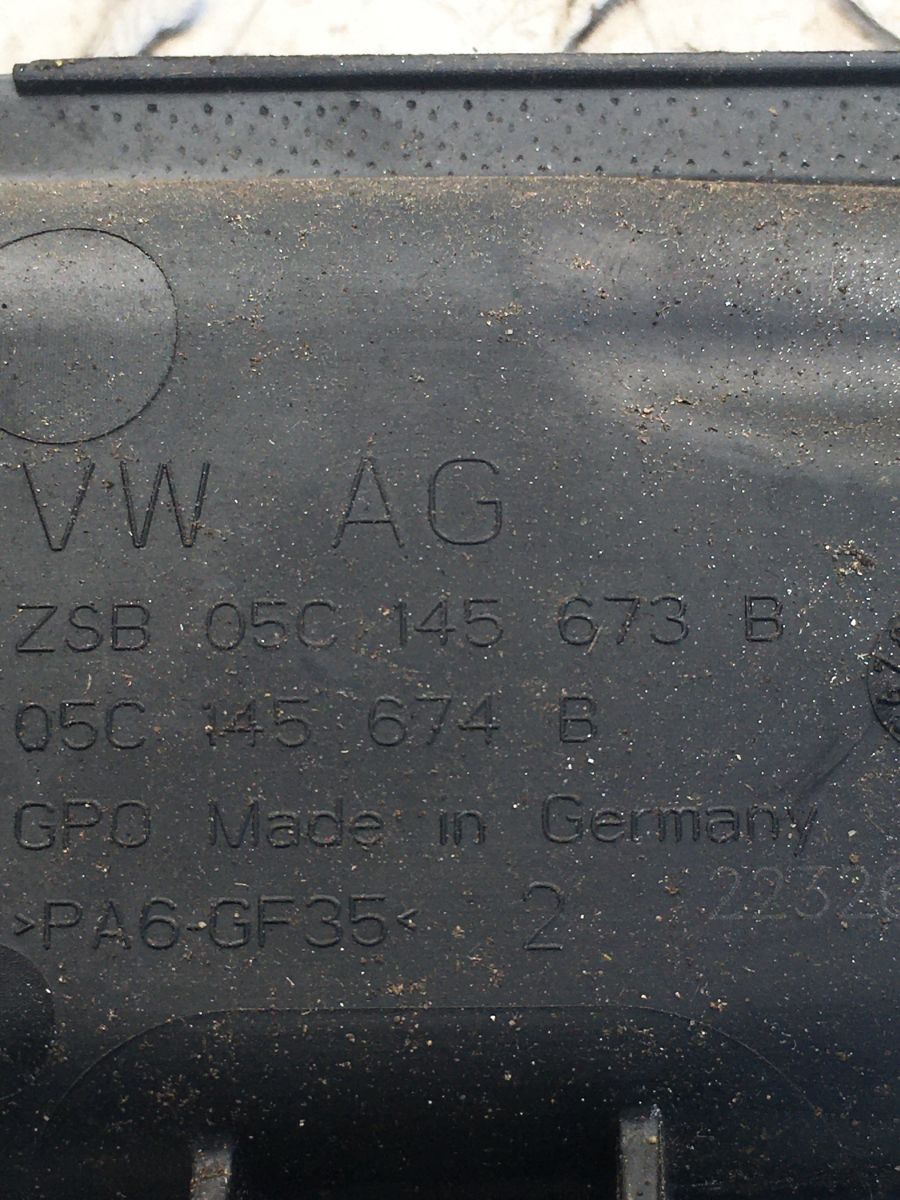 VW AG
ZSB 05C 145 673 B
05C 145 674 B
GPO Made in Germany
>PA6-GF35< 2